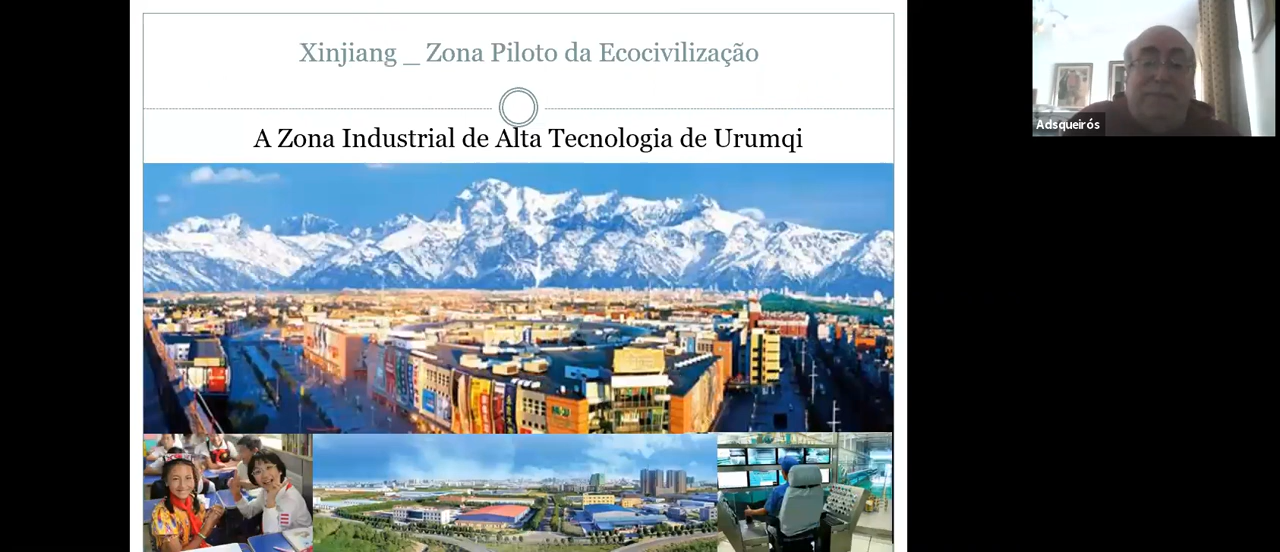 Xinjiang _ Zona Piloto da Ecocivilização
A Zona Industrial de Alta Tecnologia de Urumqi
Adsqueirós